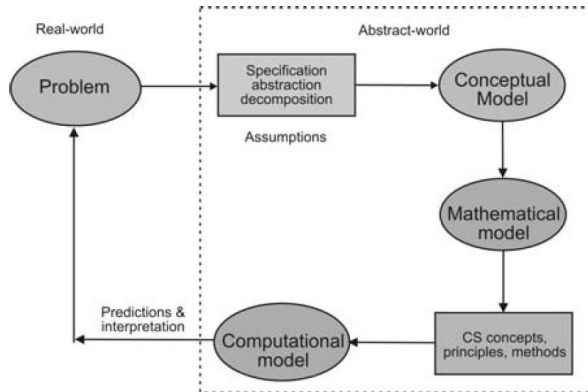 Real-world
Abstract-world
Problem
Specification
abstraction
decomposition
Conceptual
Model
Assumptions
Mathematical
model
Predictions &
interpretation
Computational
model
CS concepts,
principles, methods